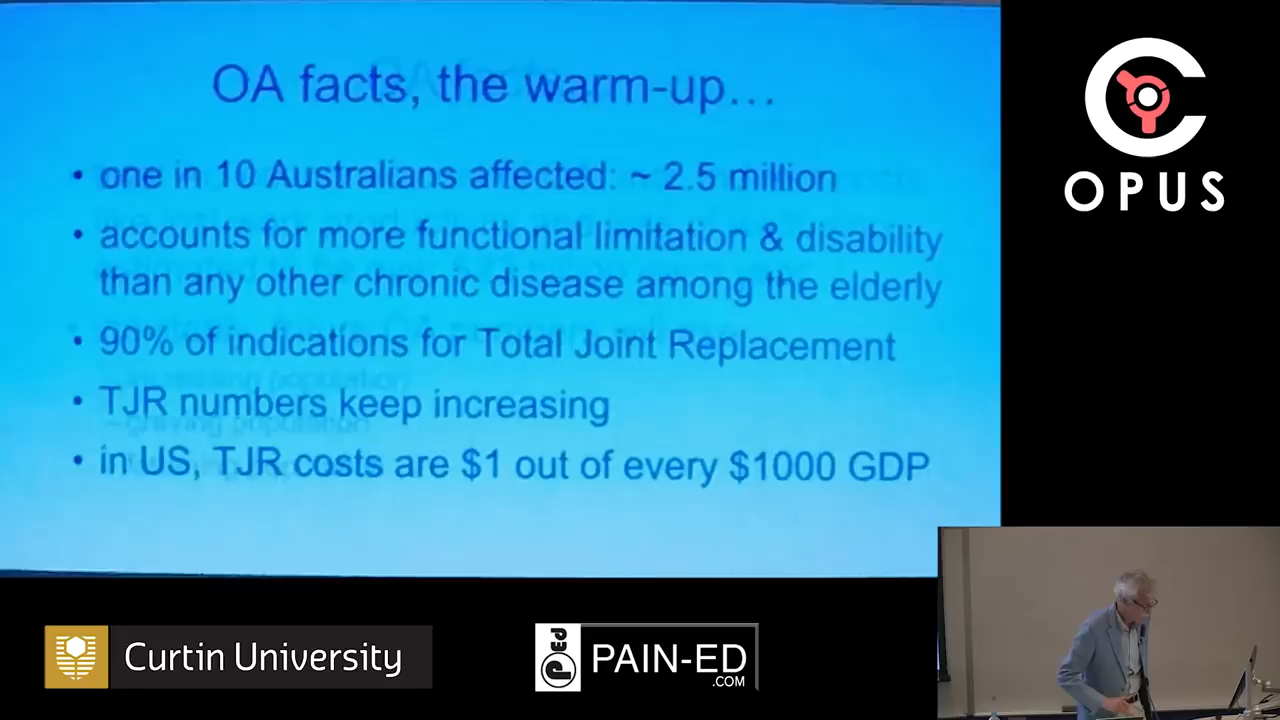 OA facts, the warm-up...
• one in 10 Australians affected: ~ 2.5 million
• accounts for more functional limitation & disability
than any other chronic disease among the elderly
• 90% of indications for Total Joint Replacement
• TJR numbers keep increasing
• in US, TJR costs are $1 out of every $1000 GDP
OPUS
Curtin University
PED
PAIN-ED
.COM